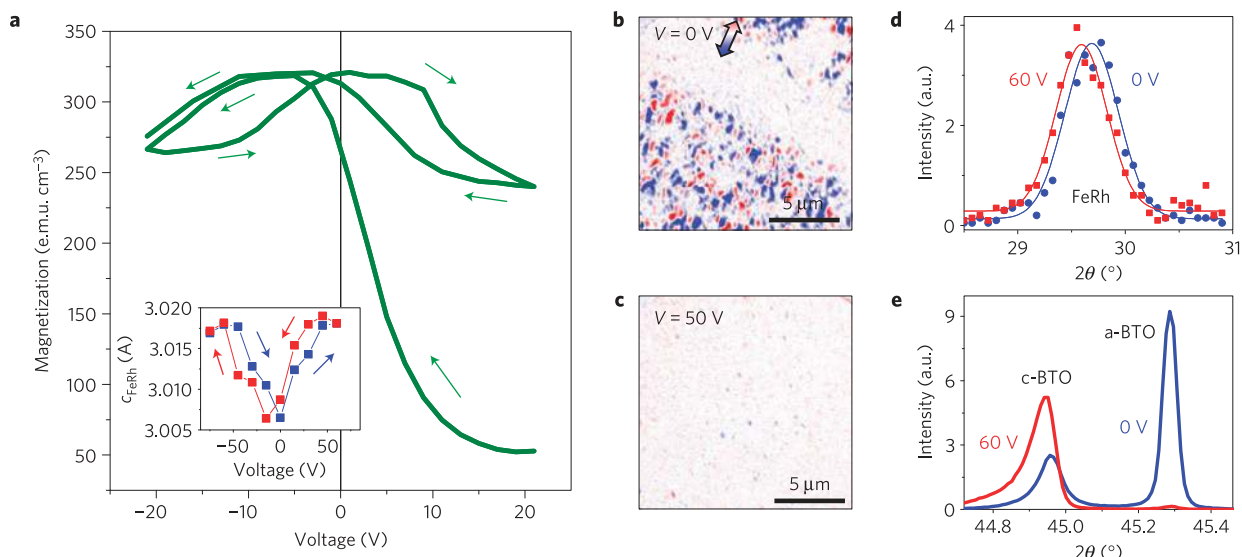 a
350
300
250
200
150
100
50
Magnetization (e.m.u. cm⁻³)
−20
−10
0
10
20
Voltage (V)
3.020
3.015
3.010
3.005
c_FeRh (A)
−50
0
50
Voltage (V)
b
V = 0 V
5 µm
c
V = 50 V
5 µm
d
4
2
0
Intensity (a.u.)
60 V
0 V
FeRh
29
30
31
2θ (°)
e
9
6
3
0
Intensity (a.u.)
a-BTO
c-BTO
60 V
0 V
44.8
45.0
45.2
45.4
2θ (°)